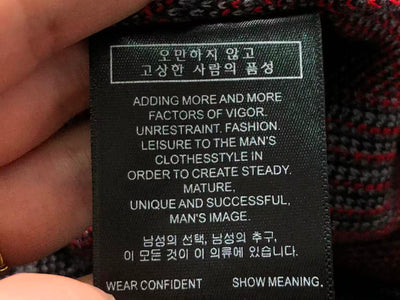 오만하지 않고
고상한 사람의 품성
ADDING MORE AND MORE
FACTORS OF VIGOR.
UNRESTRAINT. FASHION.
LEISURE TO THE MAN'S
CLOTHESSTYLE IN
ORDER TO CREATE STEADY.
MATURE,
UNIQUE AND SUCCESSFUL,
MAN'S IMAGE.
남성의 선택, 남성의 추구,
이 모든 것이 이 의류에 있습니다.
WEAR CONFIDENT SHOW MEANING.